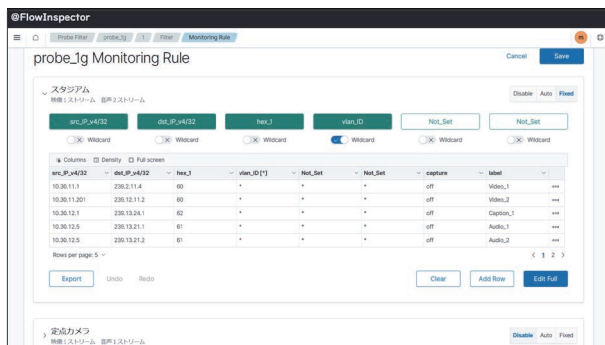 @FlowInspector
Probe Filter probe_1g 1 Filter Monitoring Rule m
probe_1g Monitoring Rule Cancel Save
スタジアム
映像:1ストリーム 音声:2ストリーム
Disable Auto Fixed
src_IP_v4/32 dst_IP_v4/32 hex_1 vlan_ID Not_Set Not_Set
Wildcard Wildcard Wildcard Wildcard Wildcard Wildcard
Columns Density Full screen
src_IP_v4/32 dst_IP_v4/32 hex_1 vlan_ID [*] Not_Set Not_Set capture label
10.30.11.1 239.2.11.4 60 * * * off Video_1
10.30.11.201 239.12.11.2 60 * * * off Video_2
10.30.12.1 239.13.24.1 62 * * * off Caption_1
10.30.12.5 239.13.21.1 61 * * * off Audio_1
10.30.12.5 239.13.21.2 61 * * * off Audio_2
Rows per page: 5 1 2
Export Undo Redo Clear Add Row Edit Full
定点カメラ
映像:1ストリーム 音声:1ストリーム
Disable Auto Fixed